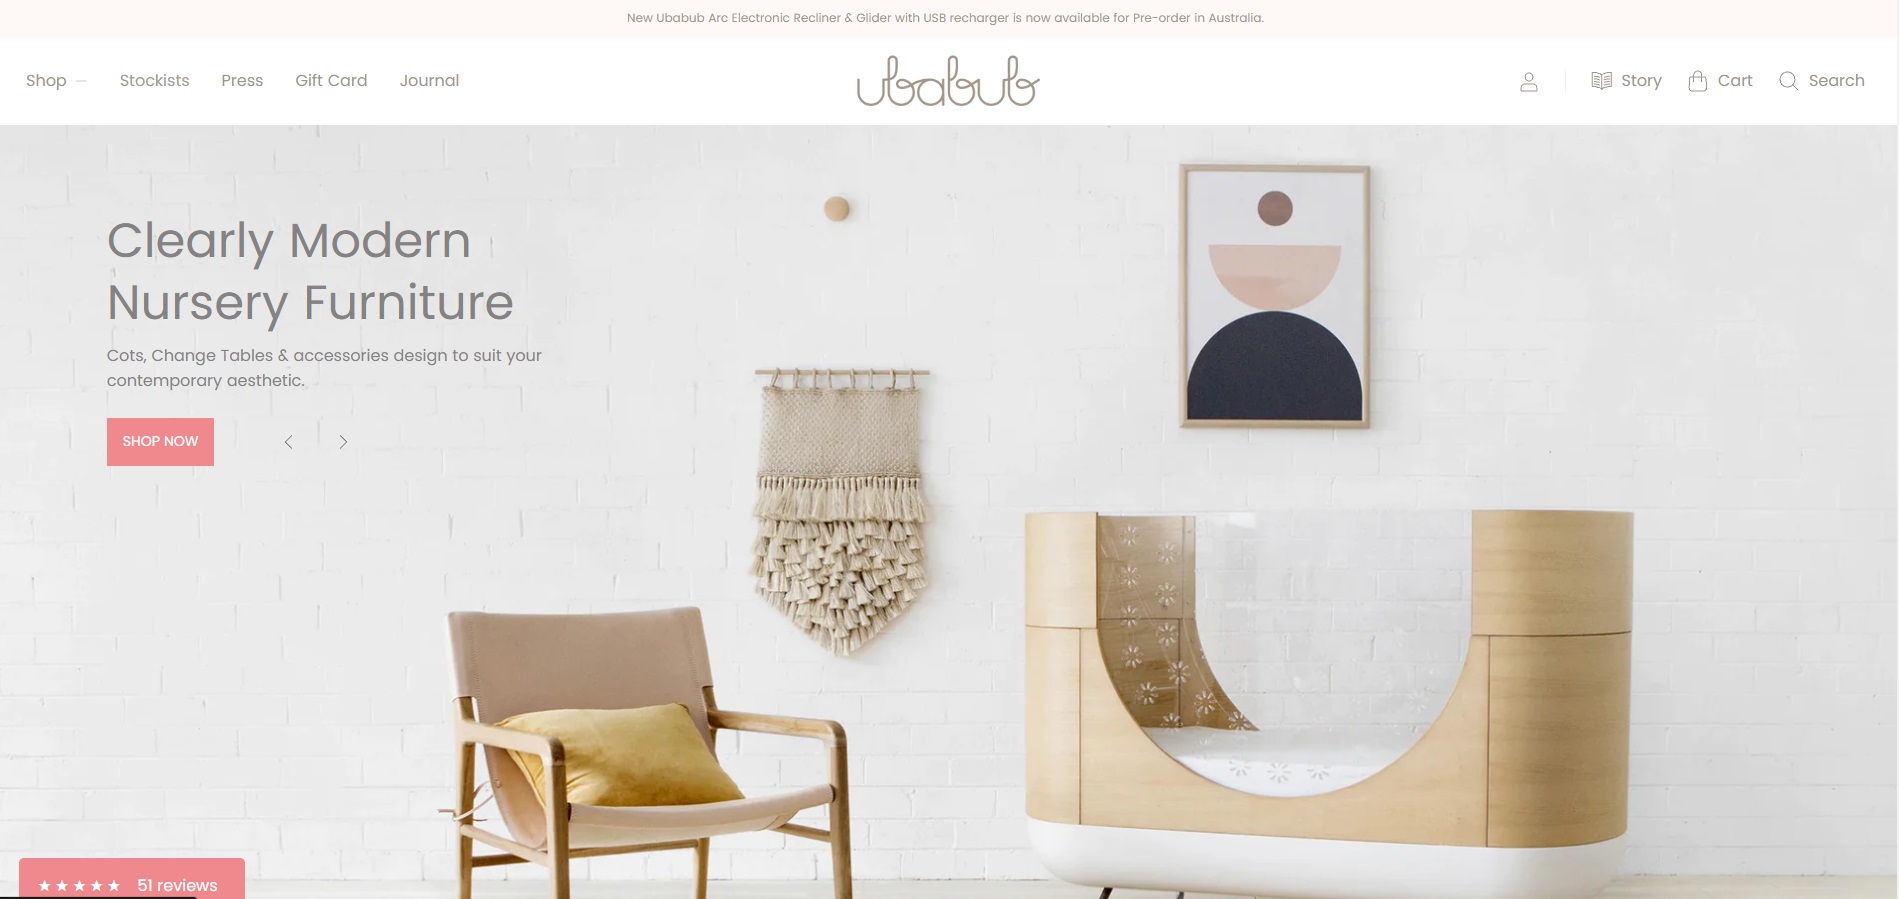 New Ubabub Arc Electronic Recliner & Glider with USB recharger is now available for Pre-order in Australia.
Shop
Stockists
Press
Gift Card
Journal
ubabub
Story
Cart
Search
Clearly Modern
Nursery Furniture
Cots, Change Tables & accessories design to suit your
contemporary aesthetic.
SHOP NOW
51 reviews